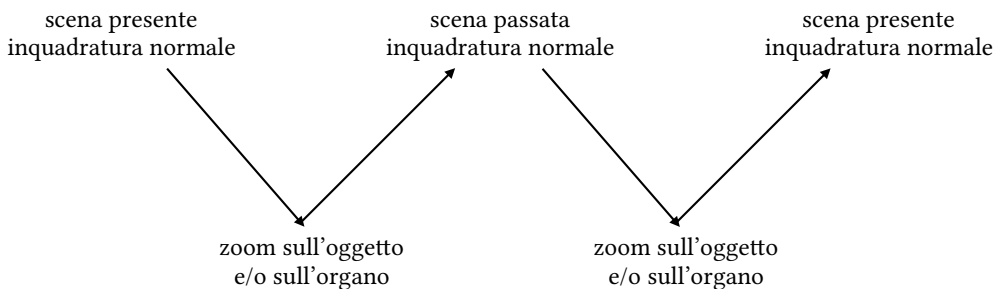 scena presente
inquadratura normale
scena passata
inquadratura normale
scena presente
inquadratura normale
zoom sull'oggetto
e/o sull'organo
zoom sull'oggetto
e/o sull'organo